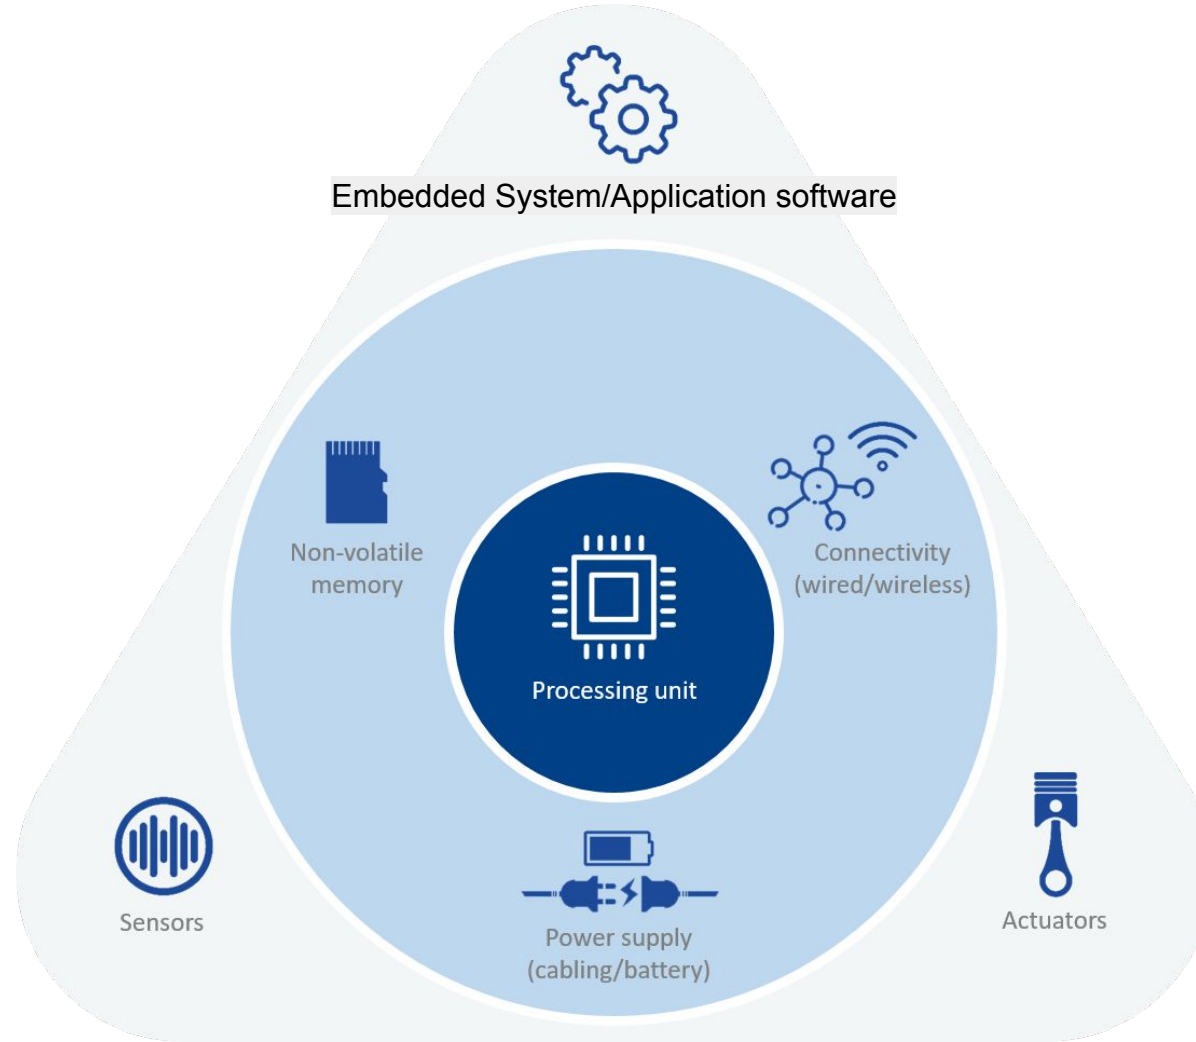 Embedded System/Application software
Non-volatile
memory
Connectivity
(wired/wireless)
Processing unit
Sensors
Power supply
(cabling/battery)
Actuators